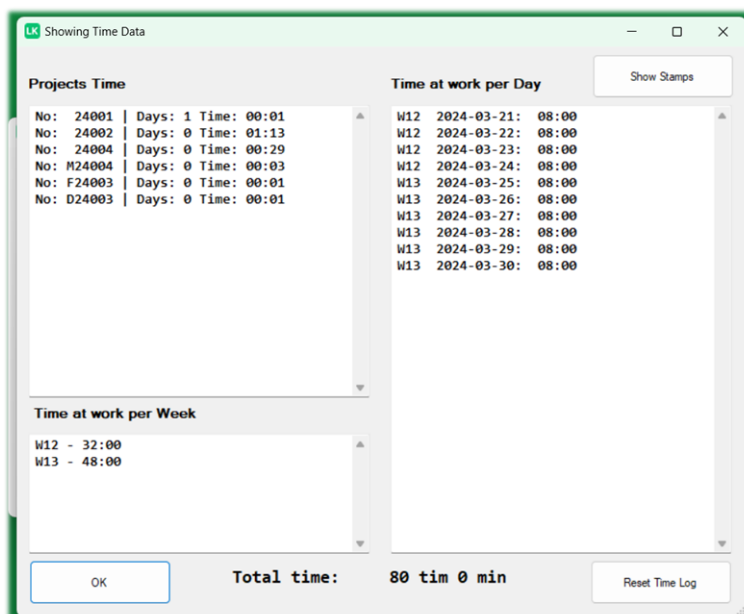 LK Showing Time Data
Show Stamps
Projects Time
No:  24001 | Days: 1 Time: 00:01
No:  24002 | Days: 0 Time: 01:13
No:  24004 | Days: 0 Time: 00:29
No: M24004 | Days: 0 Time: 00:03
No: F24003 | Days: 0 Time: 00:01
No: D24003 | Days: 0 Time: 00:01
Time at work per Day
W12  2024-03-21:  08:00
W12  2024-03-22:  08:00
W12  2024-03-23:  08:00
W12  2024-03-24:  08:00
W13  2024-03-25:  08:00
W13  2024-03-26:  08:00
W13  2024-03-27:  08:00
W13  2024-03-28:  08:00
W13  2024-03-29:  08:00
W13  2024-03-30:  08:00
Time at work per Week
W12 - 32:00
W13 - 48:00
OK
Total time: 80 tim 0 min
Reset Time Log